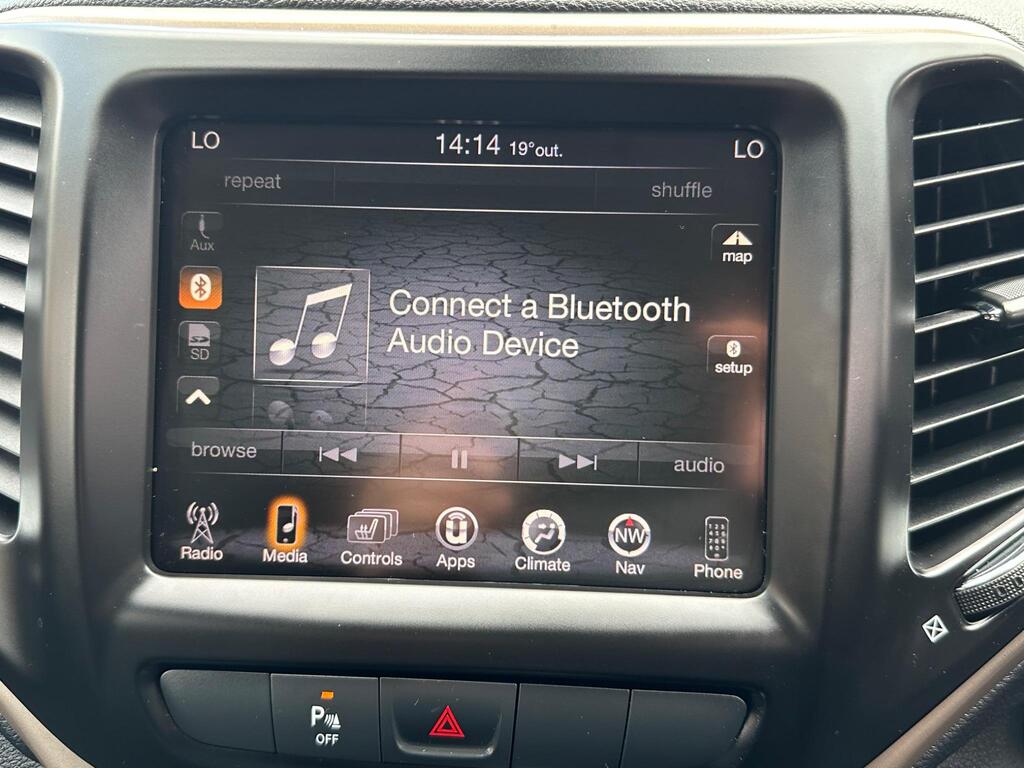 LO 14:14 19°out. LO
repeat shuffle
Aux
map
Connect a Bluetooth
Audio Device
SD
setup
browse audio
NW
Radio Media Controls Apps Climate Nav Phone
P
OFF